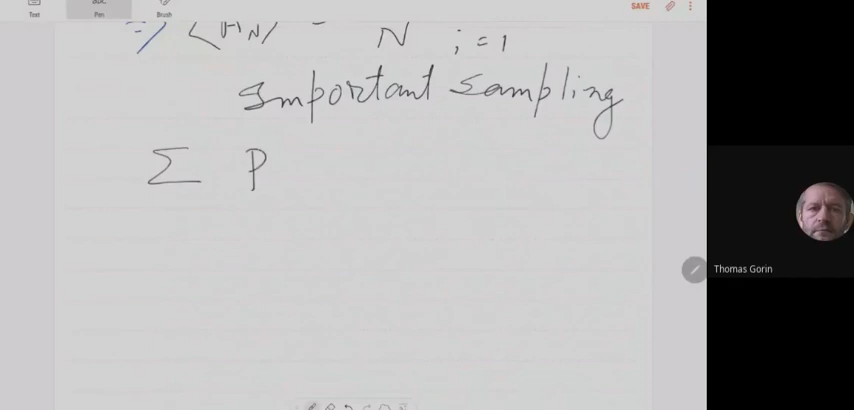 SAVE
Text Pen Brush
N i = 1
Important Sampling
Σ P
Thomas Gorin